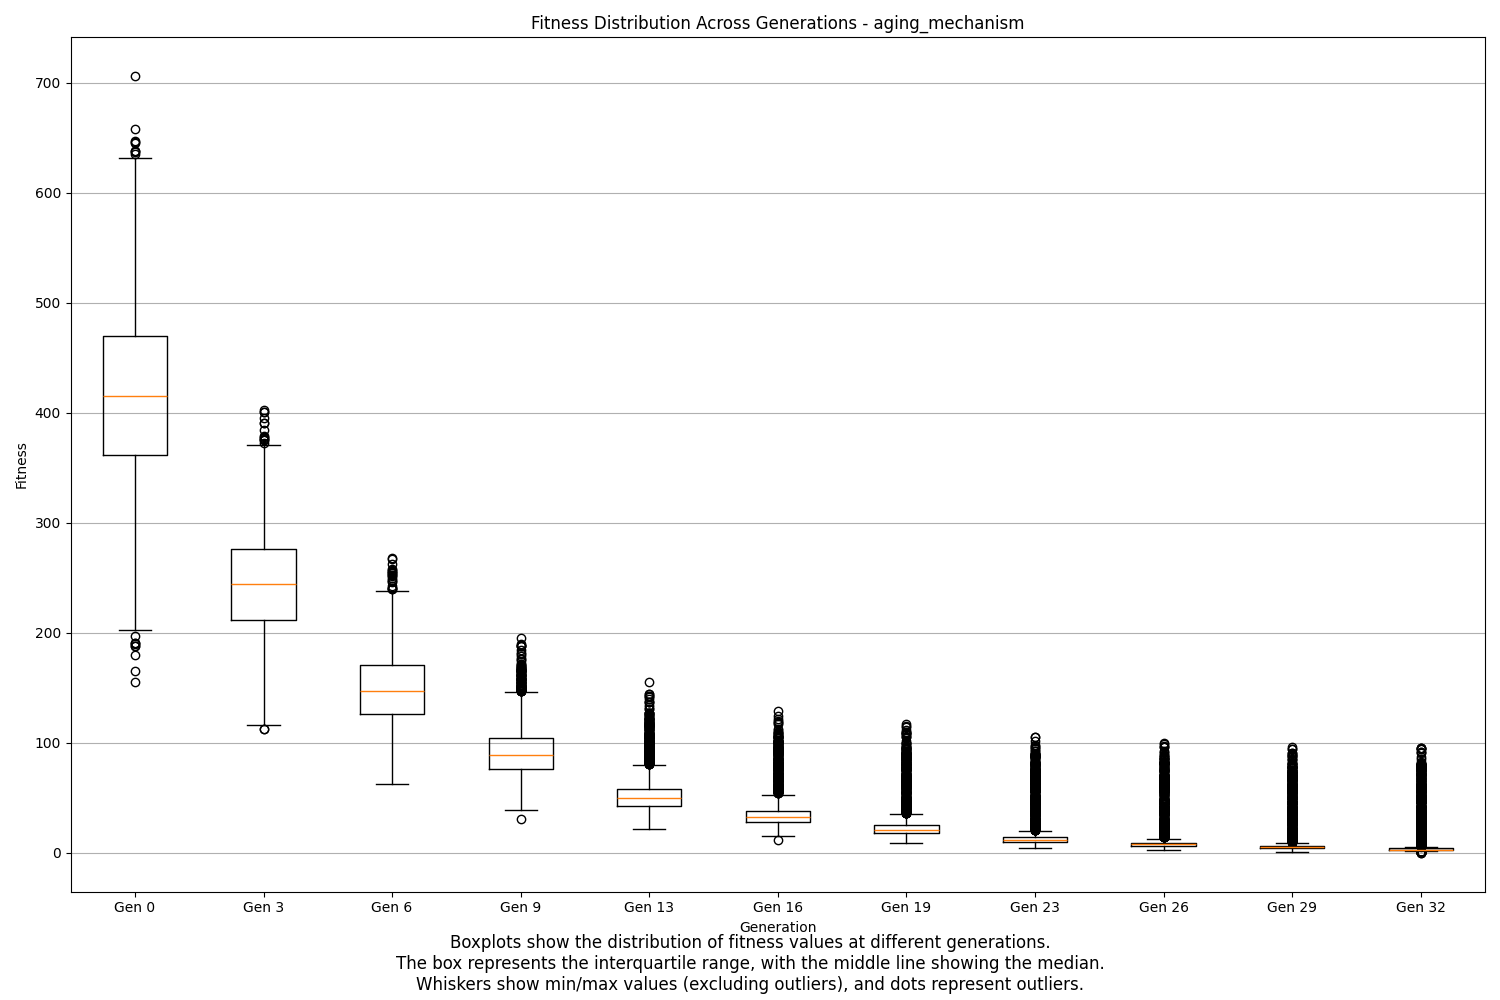 Fitness Distribution Across Generations - aging_mechanism
Fitness
700
600
500
400
300
200
100
0
Gen 0 Gen 3 Gen 6 Gen 9 Gen 13 Gen 16 Gen 19 Gen 23 Gen 26 Gen 29 Gen 32
Generation
Boxplots show the distribution of fitness values at different generations.
The box represents the interquartile range, with the middle line showing the median.
Whiskers show min/max values (excluding outliers), and dots represent outliers.